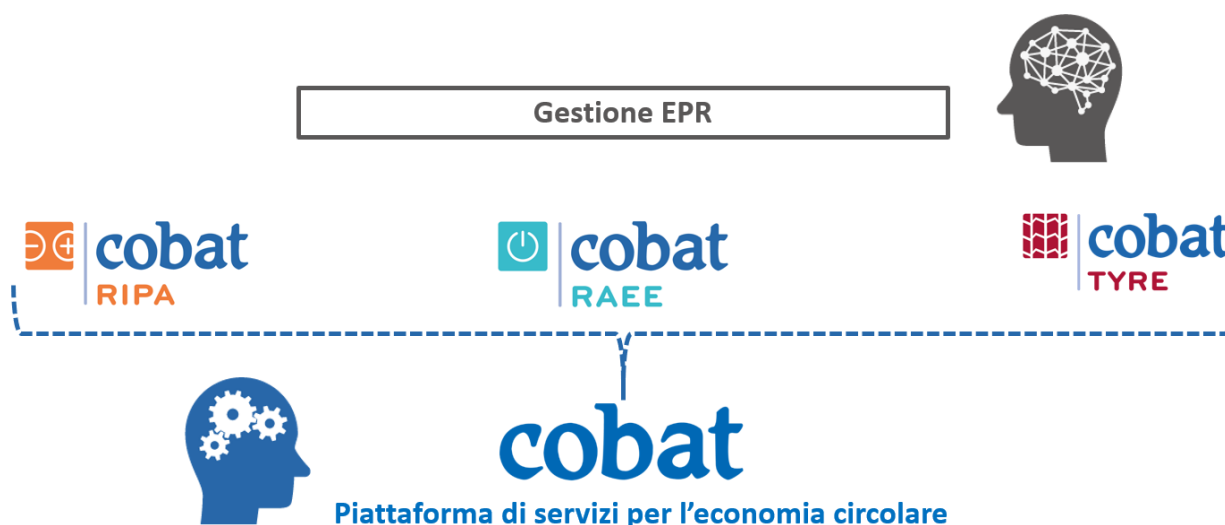 Gestione EPR
cobat
RIPA
cobat
RAEE
cobat
TYRE
cobat
Piattaforma di servizi per l'economia circolare